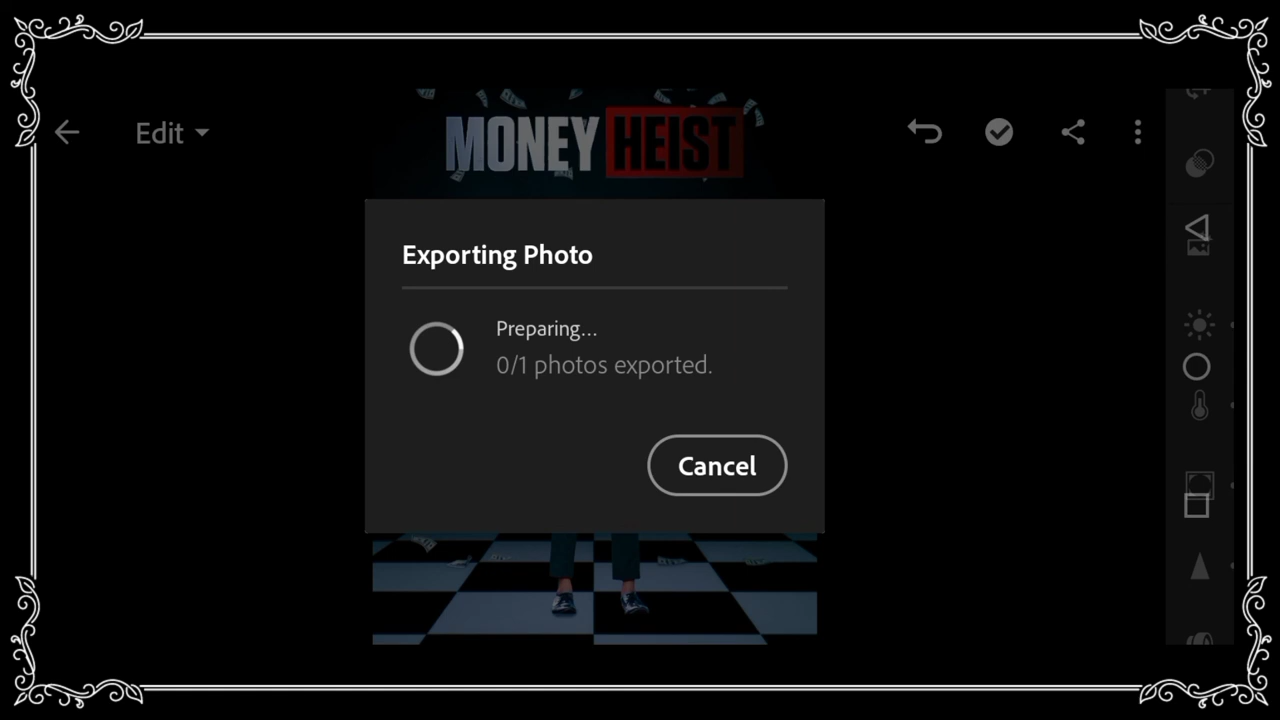 Edit
MONEY HEIST
Exporting Photo
Preparing...
0/1 photos exported.
Cancel